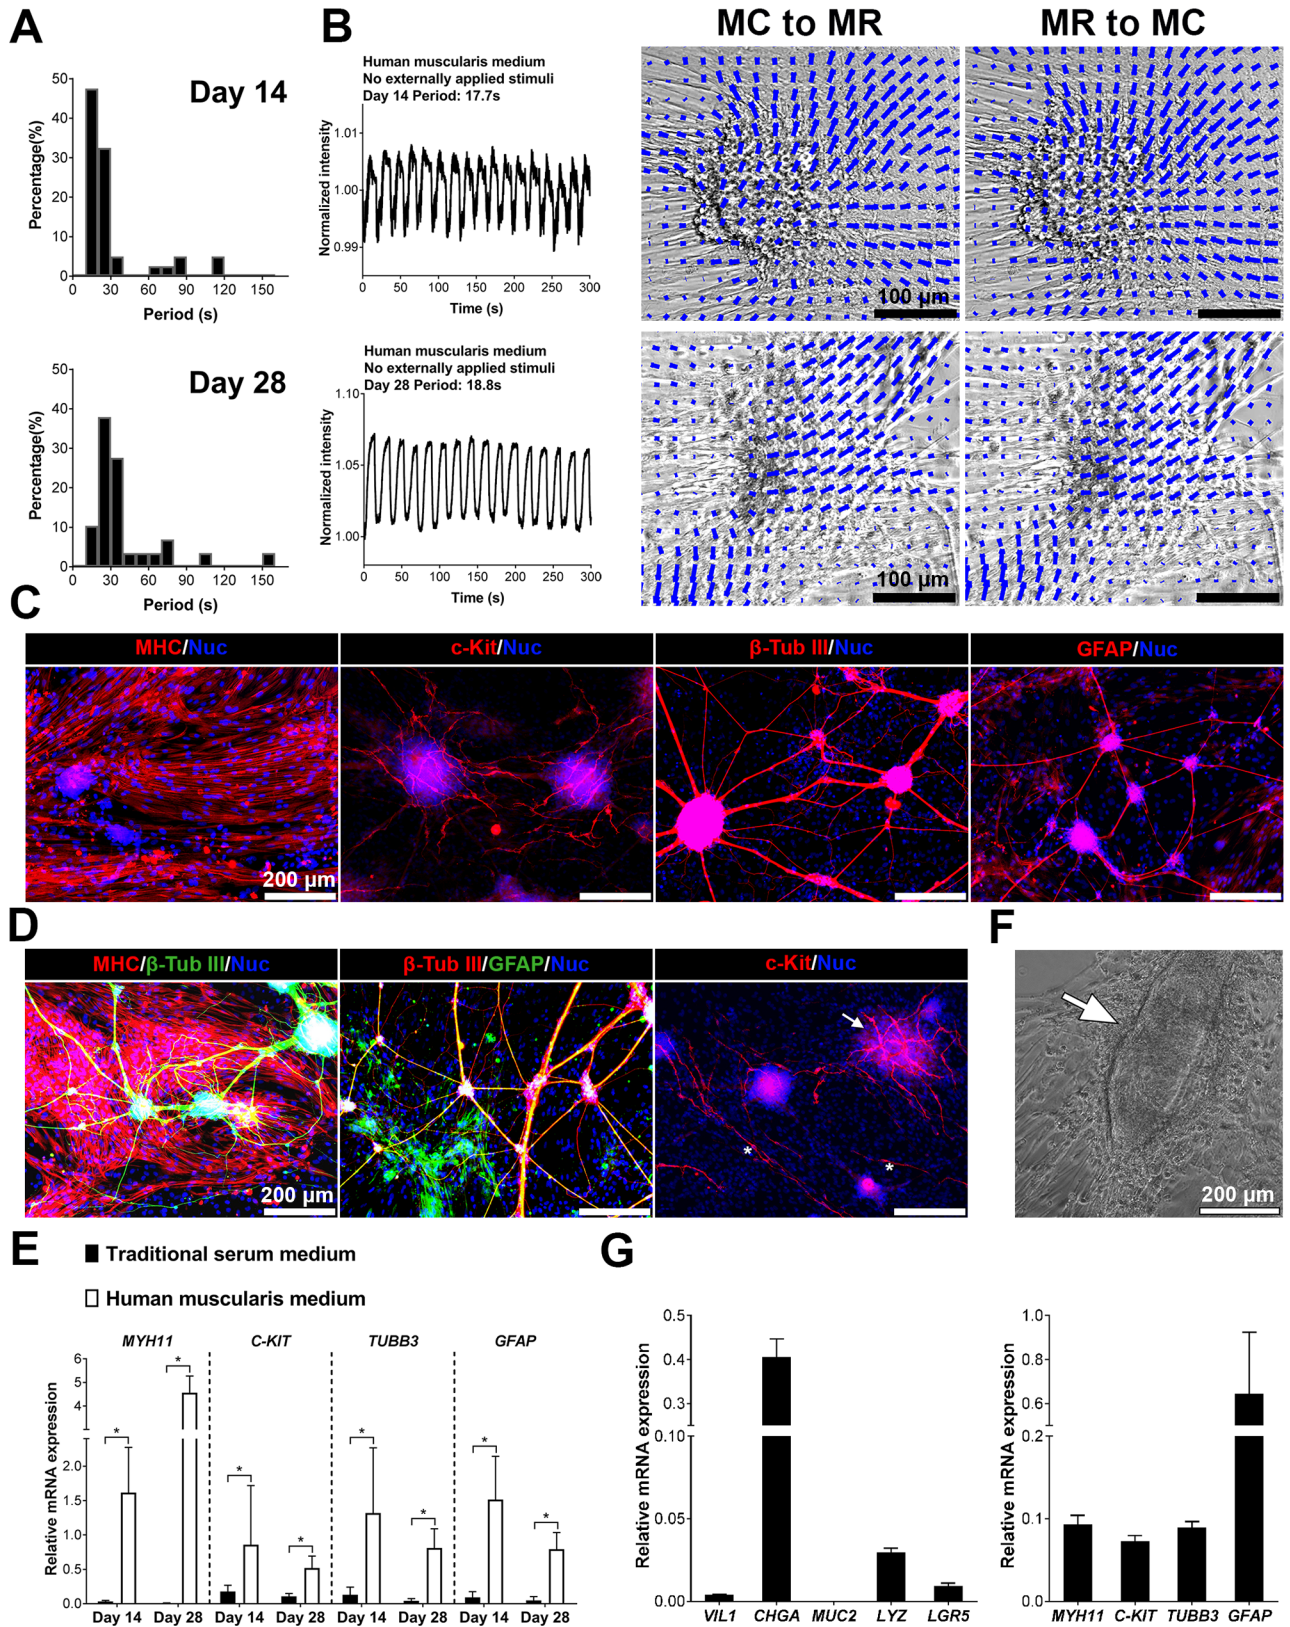 A
B
MC to MR
MR to MC
Day 14
Percentage(%)
50
40
30
20
10
0
0 30 60 90 120 150
Period (s)
Human muscularis medium
No externally applied stimuli
Day 14 Period: 17.7s
Normalized intensity
1.01
1.00
0.99
0 50 100 150 200 250 300
Time (s)
100 µm
Day 28
Percentage(%)
50
40
30
20
10
0
0 30 60 90 120 150
Period (s)
Human muscularis medium
No externally applied stimuli
Day 28 Period: 18.8s
Normalized intensity
1.10
1.05
1.00
0 50 100 150 200 250 300
Time (s)
100 µm
C
MHC/Nuc
c-Kit/Nuc
β-Tub III/Nuc
GFAP/Nuc
200 µm
D
MHC/β-Tub III/Nuc
β-Tub III/GFAP/Nuc
c-Kit/Nuc
200 µm
*
*
F
200 µm
E
Traditional serum medium
Human muscularis medium
MYH11 C-KIT TUBB3 GFAP
Relative mRNA expression
6
5
4
2.0
1.5
1.0
0.5
0.0
* * * * * * * *
Day 14 Day 28 Day 14 Day 28 Day 14 Day 28 Day 14 Day 28
G
Relative mRNA expression
0.5
0.4
0.3
0.10
0.05
0.00
VIL1 CHGA MUC2 LYZ LGR5
Relative mRNA expression
1.0
0.8
0.6
0.2
0.1
0.0
MYH11 C-KIT TUBB3 GFAP